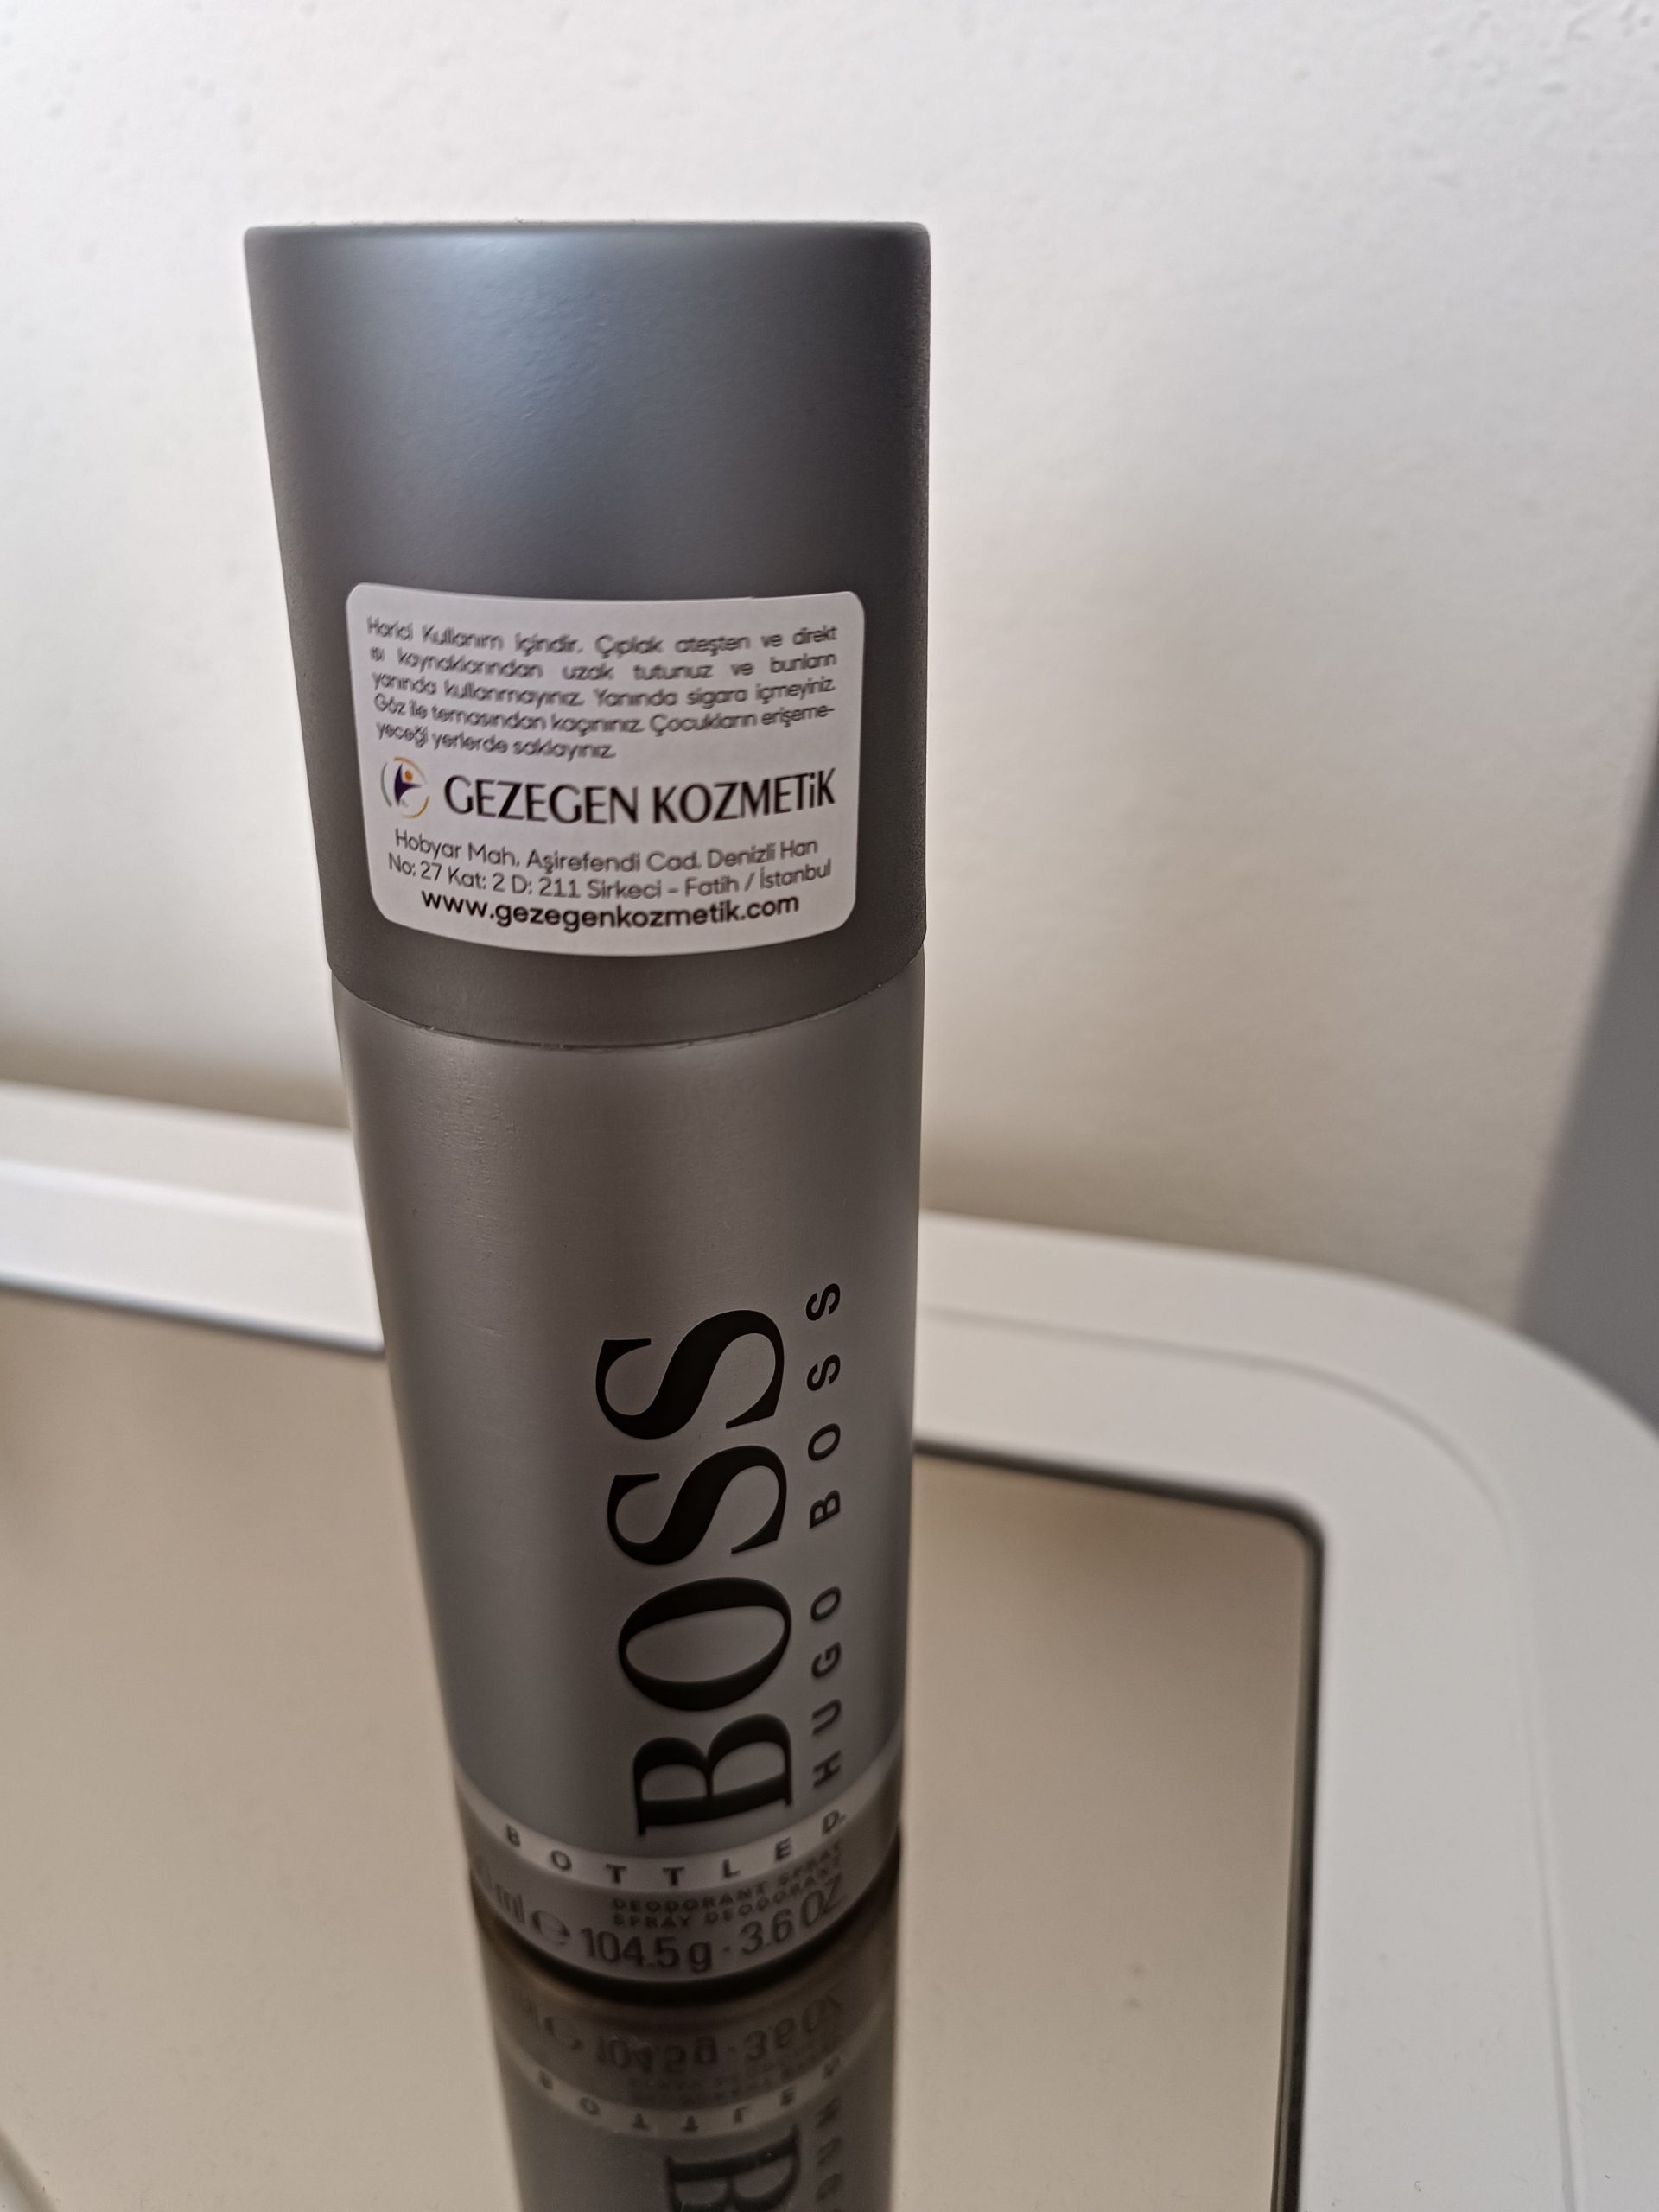 Harici Kullanım İçindir. Çıplak ateşten ve direkt
ısı kaynaklarından uzak tutunuz ve bunların
yanında kullanmayınız. Yanında sigara içmeyiniz.
Göz ile temasından kaçınınız. Çocukların erişeme-
yeceği yerlerde saklayınız.
GEZEGEN KOZMETiK
Hobyar Mah. Aşirefendi Cad. Denizli Han
No: 27 Kat: 2 D: 211 Sirkeci - Fatih / İstanbul
www.gezegenkozmetik.com
BOSS
HUGO BOSS
BOTTLED.
DEODORANT SPRAY
SPRAY DEODORANT
ml e 104.5 g · 3.6 OZ